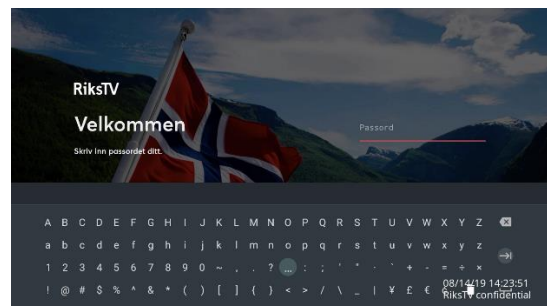 RiksTV
Velkommen
Skriv inn passordet ditt.
Passord
A B C D E F G H I J K L M N O P Q R S T U V W X Y Z
a b c d e f g h i j k l m n o p q r s t u v w x y z
1 2 3 4 5 6 7 8 9 0 ~ , . ? ... : ; ' " · ` + - = ÷ ×
! @ # $ % ^ & * ( ) [ ] { } < > / \ _ | ¥ £ €
08/14/19 14:23:51
RiksTV confidential